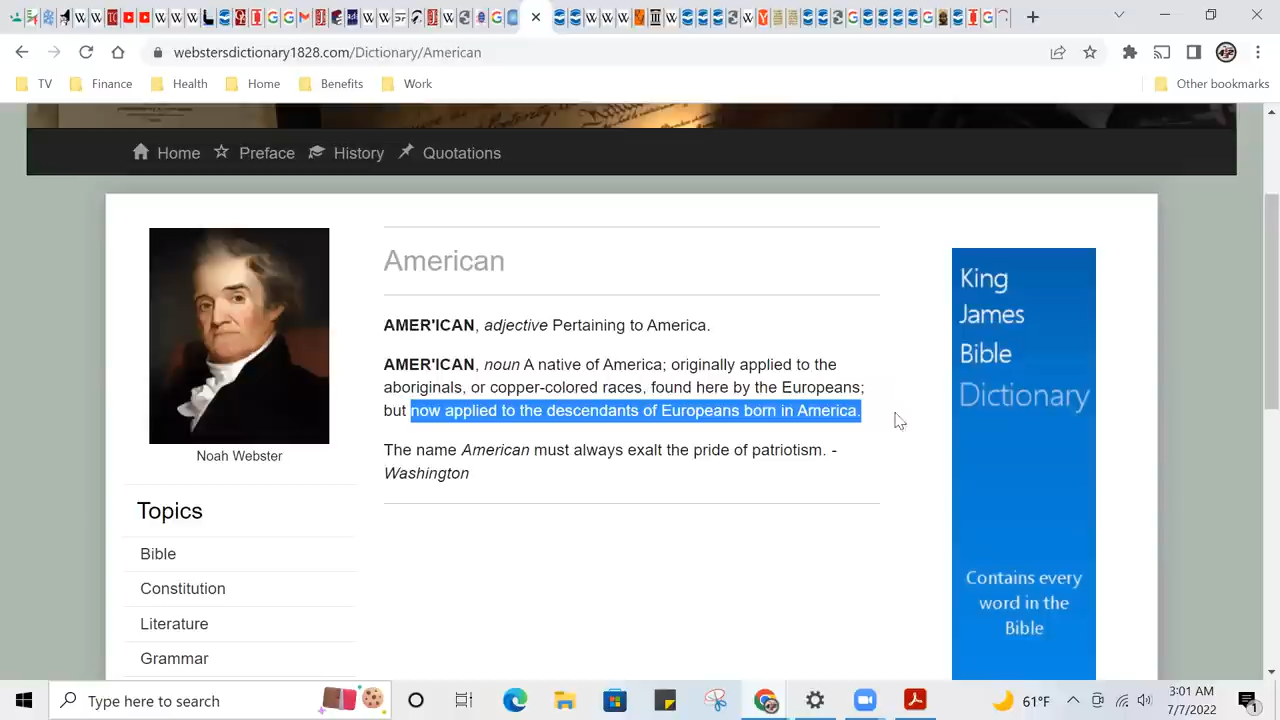 webstersdictionary1828.com/Dictionary/American
TV
Finance
Health
Home
Benefits
Work
Other bookmarks
Home
Preface
History
Quotations
American
AMER'ICAN, adjective Pertaining to America.
AMER'ICAN, noun A native of America; originally applied to the
aboriginals, or copper-colored races, found here by the Europeans;
but now applied to the descendants of Europeans born in America.
The name American must always exalt the pride of patriotism. -
Washington
Noah Webster
Topics
Bible
Constitution
Literature
Grammar
King
James
Bible
Dictionary
Contains every
word in the
Bible
Type here to search
61°F
3:01 AM
7/7/2022
1